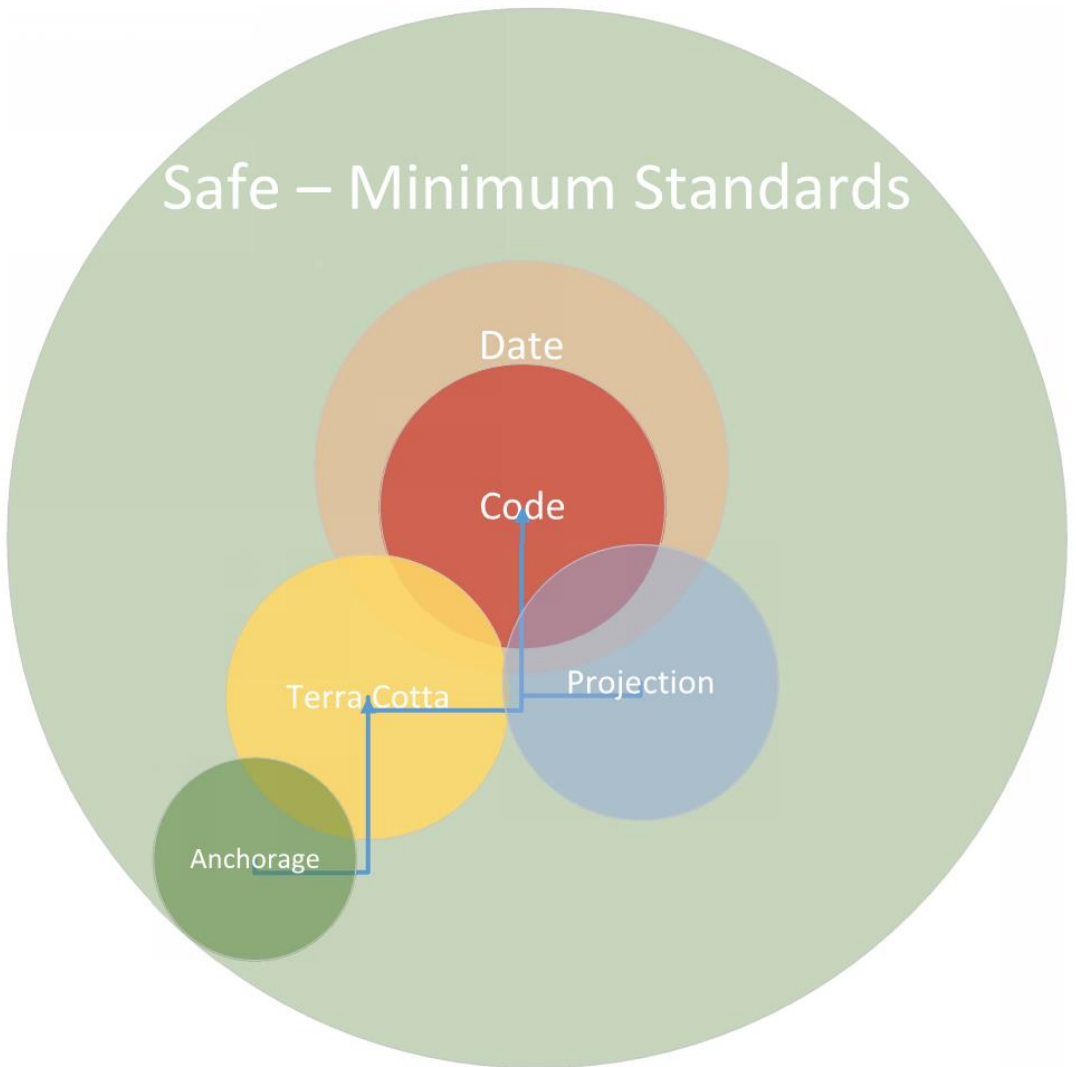 Safe – Minimum Standards
Date
Code
Terra Cotta
Projection
Anchorage